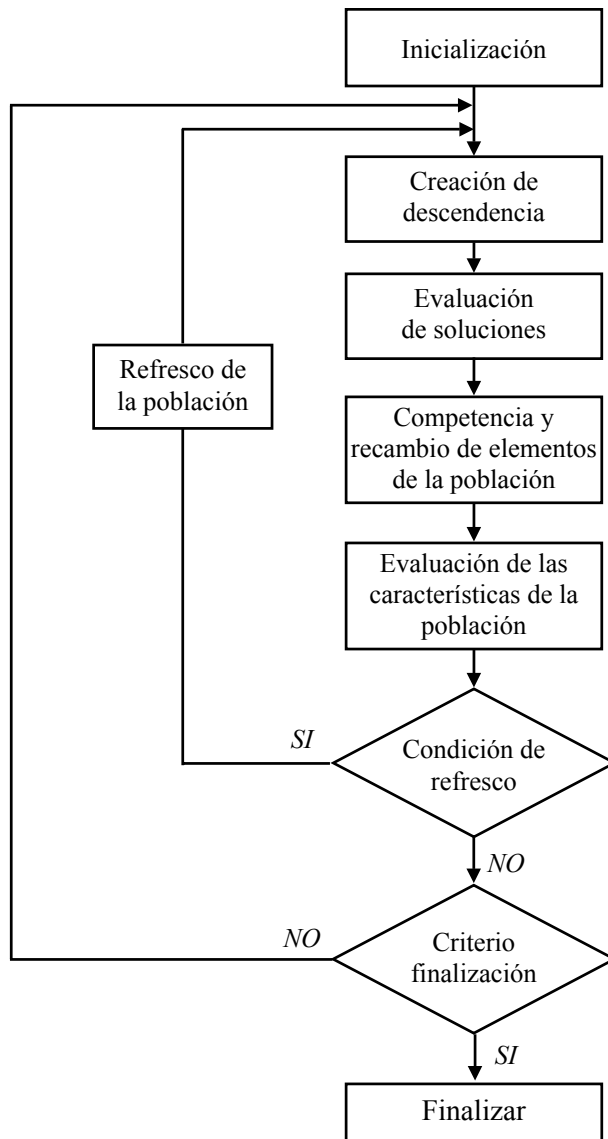 Inicialización
Creación de
descendencia
Evaluación
de soluciones
Refresco de
la población
Competencia y
recambio de elementos
de la población
Evaluación de las
características de la
población
SI
Condición de
refresco
NO
NO
Criterio
finalización
SI
Finalizar